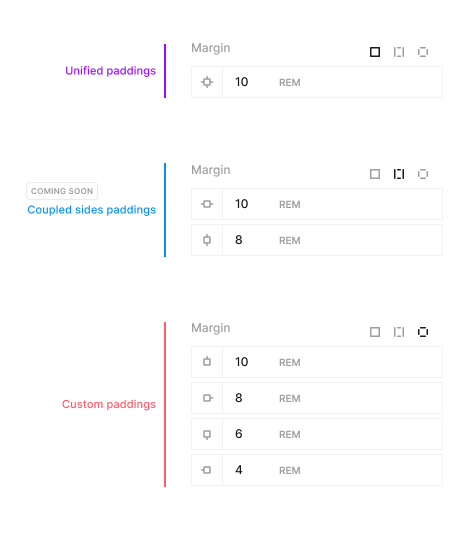 Margin
Unified paddings
10 REM
Margin
COMING SOON
Coupled sides paddings
10 REM
8 REM
Margin
10 REM
8 REM
Custom paddings
6 REM
4 REM